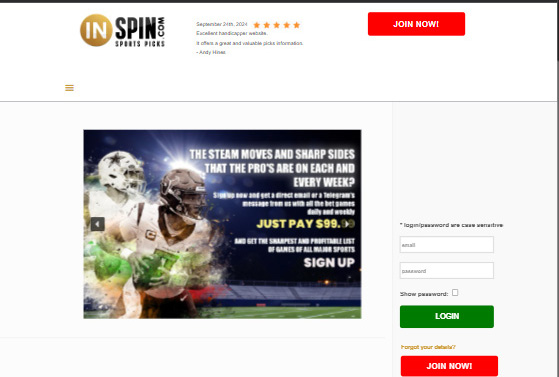 INSPIN.COM
SPORTS PICKS
September 24th, 2024
Excellent handicapper website.
It offers a great and valuable picks information.
- Andy Hines
JOIN NOW!
THE STEAM MOVES AND SHARP SIDES
THAT THE PRO'S ARE ON EACH AND
EVERY WEEK?
Sign up now and get a direct email or a Telegram's
message from us with all the bet games
daily and weekly
JUST PAY $99.
AND GET THE SHARPEST AND PROFITABLE LIST
OF GAMES OF ALL MAJOR SPORTS
SIGN UP
* login/password are case sensitive
email
password
Show password:
LOGIN
Forgot your details?
JOIN NOW!